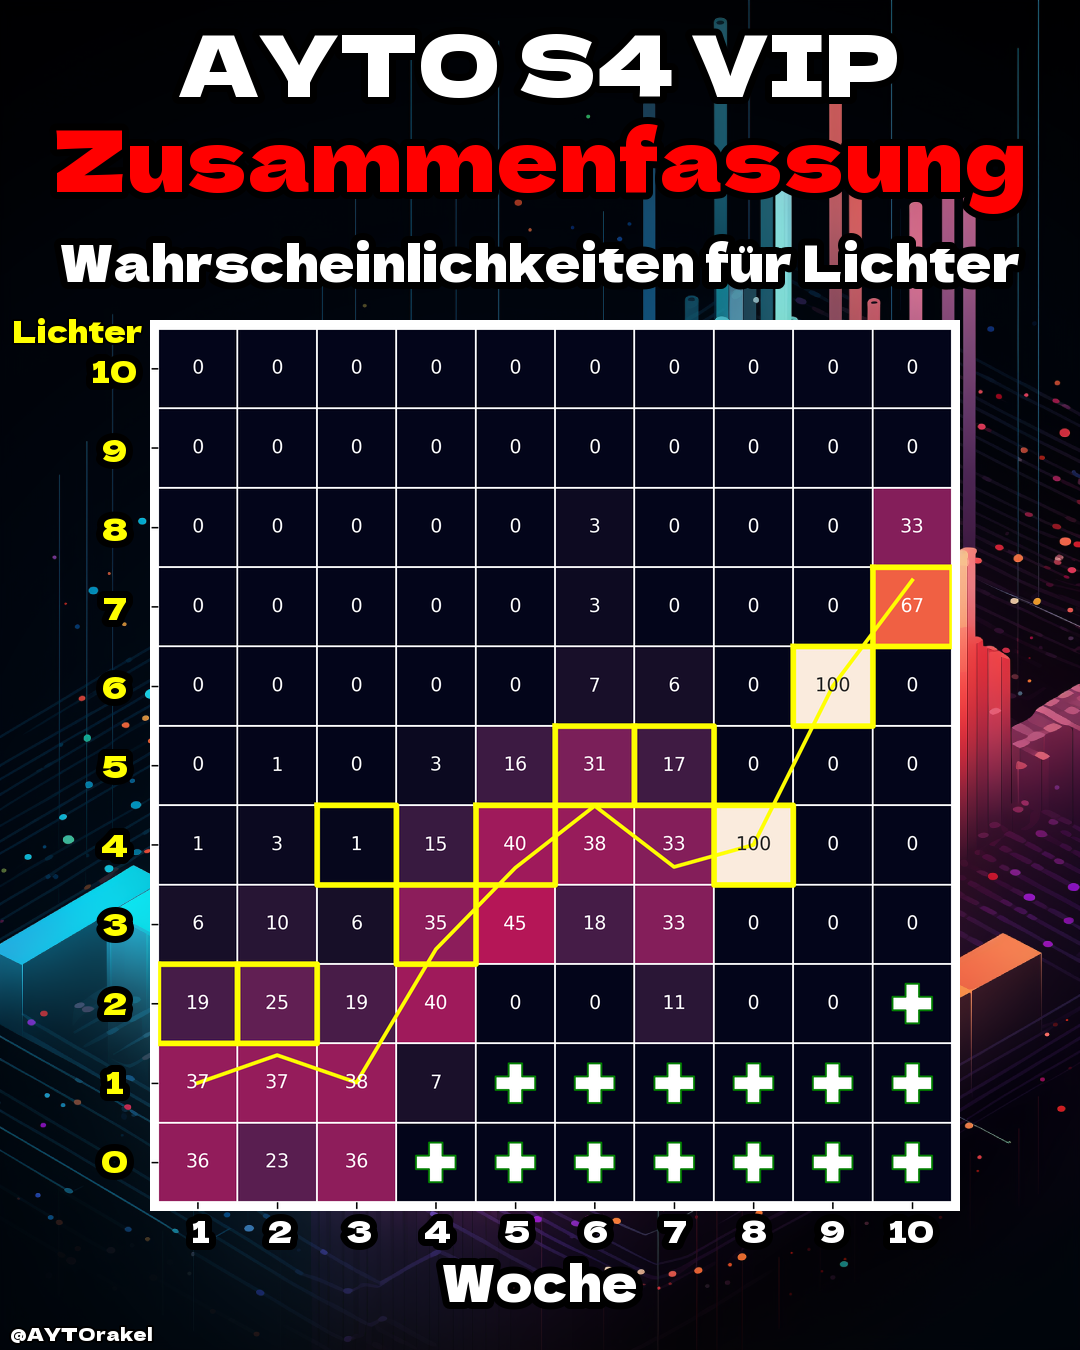 AYTO S4 VIP
Zusammenfassung
Wahrscheinlichkeiten für Lichter
Lichter
10 0 0 0 0 0 0 0 0 0 0
9 0 0 0 0 0 0 0 0 0 0
8 0 0 0 0 0 3 0 0 0 33
7 0 0 0 0 0 3 0 0 0 67
6 0 0 0 0 0 7 6 0 100 0
5 0 1 0 3 16 31 17 0 0 0
4 1 3 1 15 40 38 33 100 0 0
3 6 10 6 35 45 18 33 0 0 0
2 19 25 19 40 0 0 11 0 0
1 37 37 38 7
0 36 23 36
1 2 3 4 5 6 7 8 9 10
Woche
@AYTOrakel